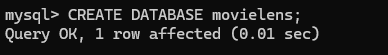 mysql> CREATE DATABASE movielens;
Query OK, 1 row affected (0.01 sec)